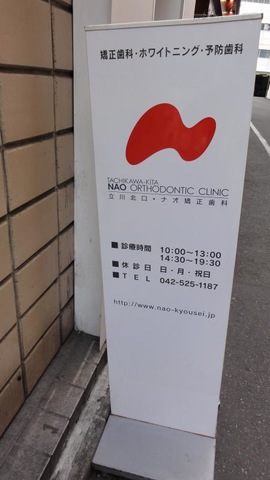 矯正歯科・ホワイトニング・予防歯科
TACHIKAWA-KITA
NAO ORTHODONTIC CLINIC
立川北口・ナオ矯正歯科
■診療時間 10:00〜13:00
14:30〜19:30
■休診日 日・月・祝日
■TEL 042-525-1187
http://www.nao-kyousei.jp